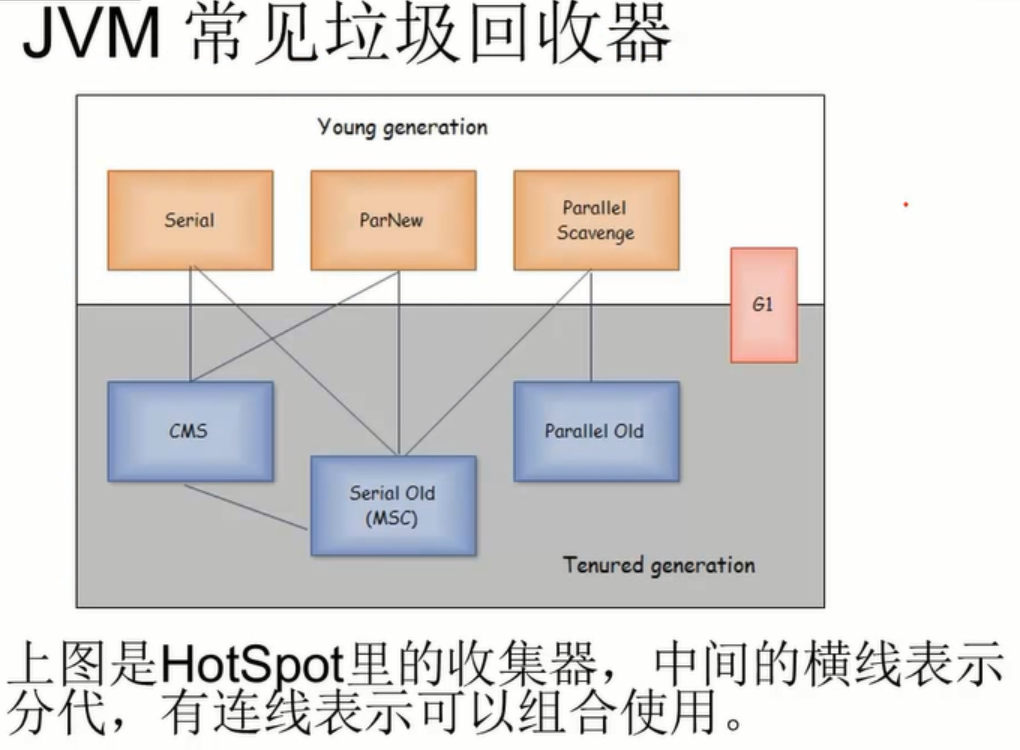 JVM 常见垃圾回收器
Young generation
Serial
ParNew
Parallel
Scavenge
G1
CMS
Parallel Old
Serial Old
(MSC)
Tenured generation
上图是HotSpot里的收集器，中间的横线表示
分代，有连线表示可以组合使用。